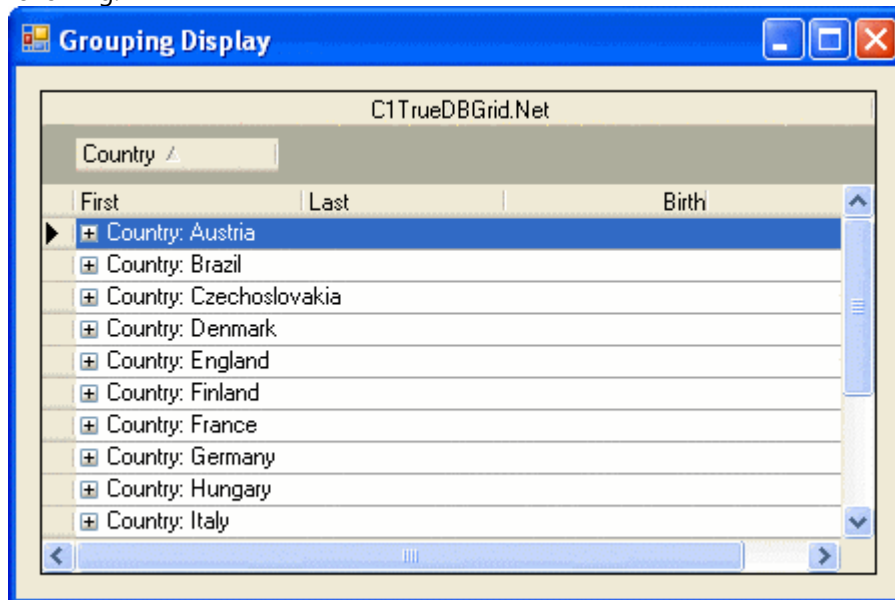 Grouping Display
C1TrueDBGrid.Net
Country
First Last Birth
Country: Austria
Country: Brazil
Country: Czechoslovakia
Country: Denmark
Country: England
Country: Finland
Country: France
Country: Germany
Country: Hungary
Country: Italy